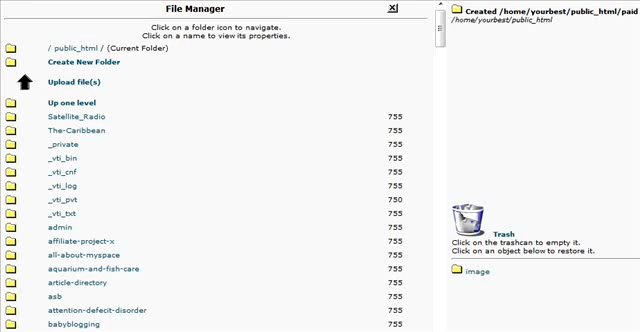 File Manager
X
Click on a folder icon to navigate.
Click on a name to view its properties.
/ public_html / (Current Folder)
Create New Folder
Upload file(s)
Up one level
Satellite_Radio 755
The-Caribbean 755
_private 755
_vti_bin 755
_vti_cnf 755
_vti_log 755
_vti_pvt 750
_vti_txt 755
admin 755
affiliate-project-x 755
all-about-myspace 755
aquarium-and-fish-care 755
article-directory 755
asb 755
attention-defecit-disorder 755
babyblogging 755
Created /home/yourbest/public_html/paid
/home/yourbest/public_html
Trash
Click on the trashcan to empty it.
Click on an object below to restore it.
image